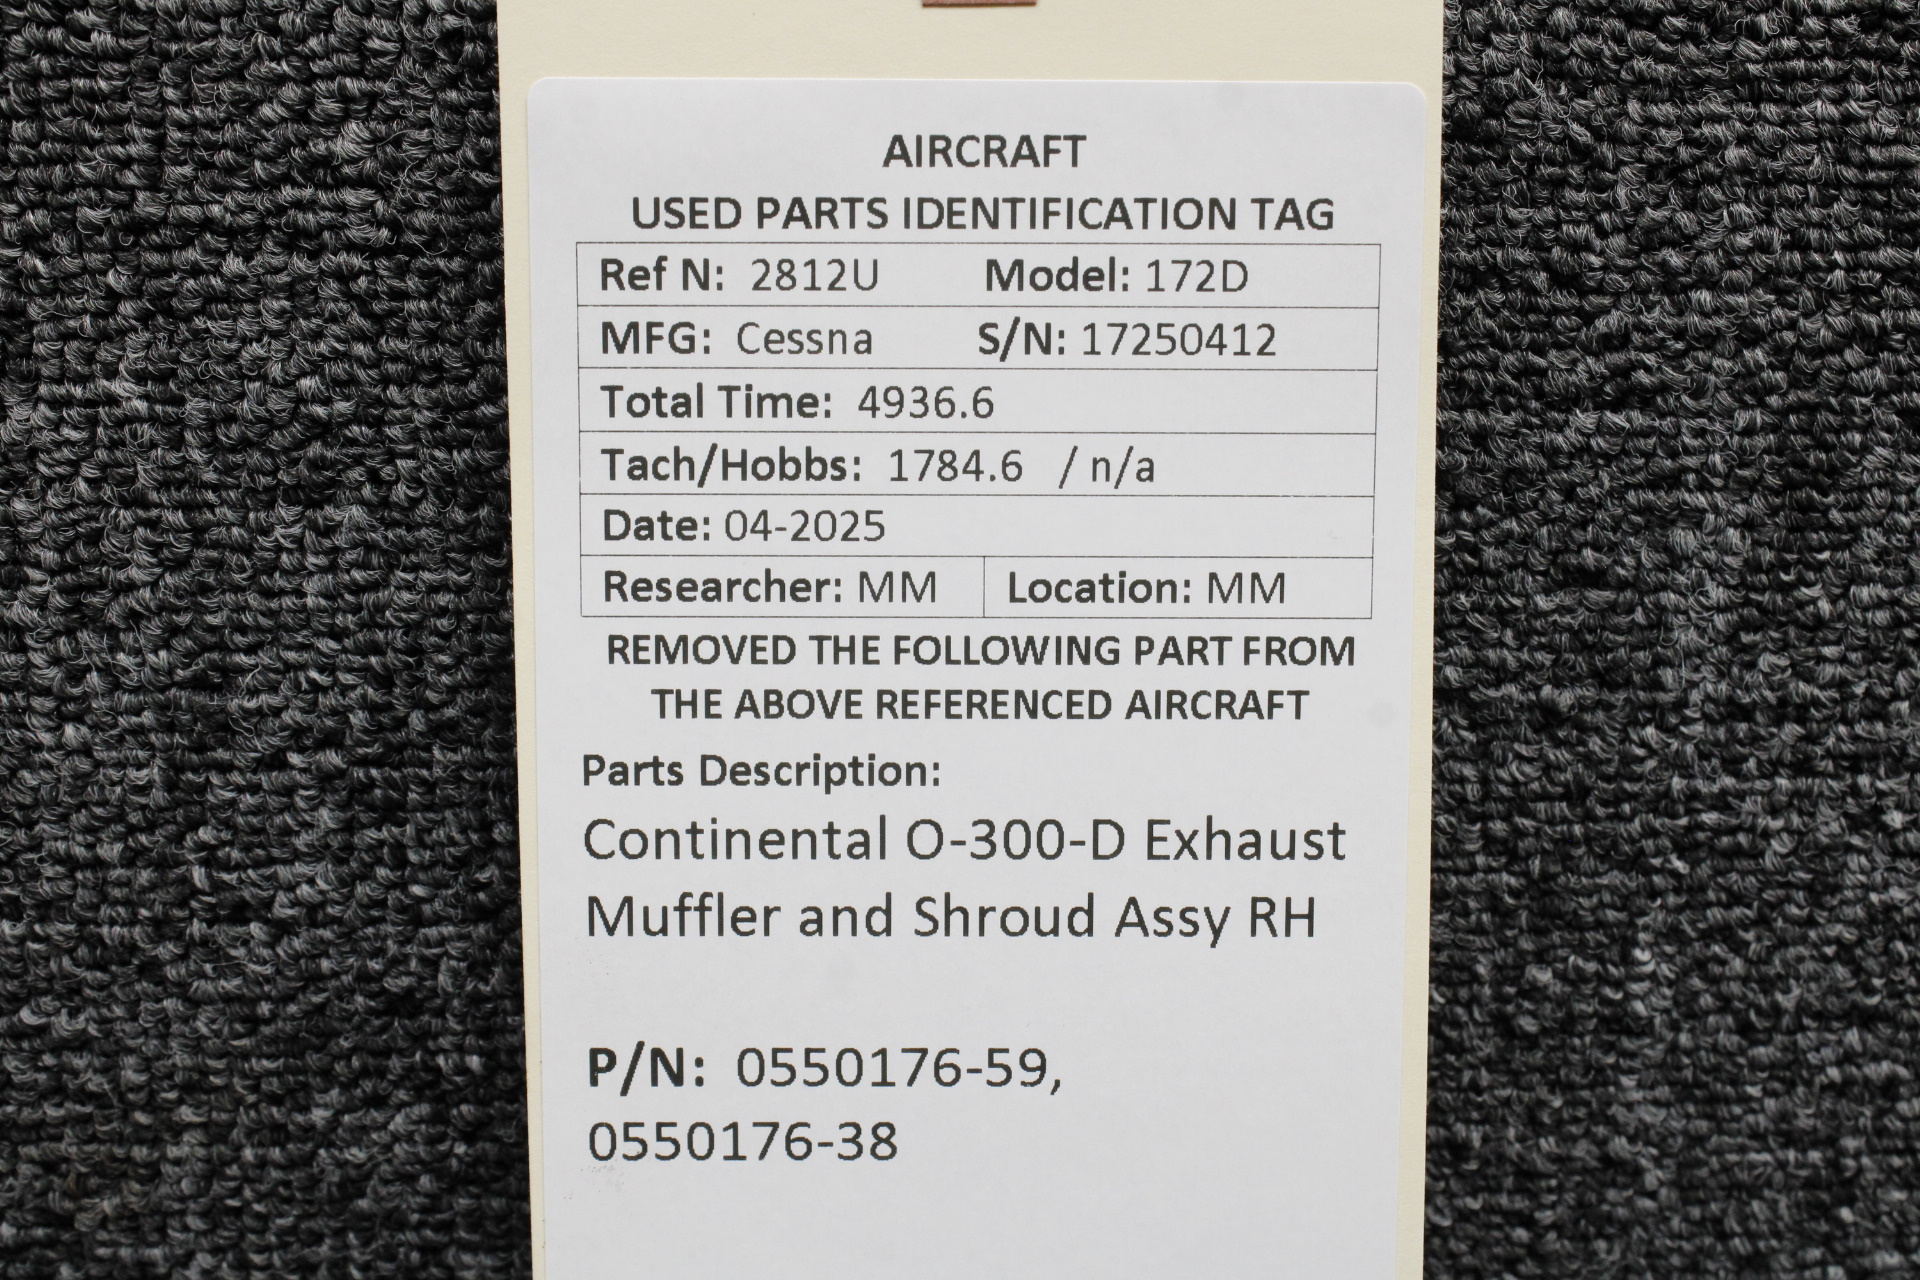 AIRCRAFT
USED PARTS IDENTIFICATION TAG
Ref N: 2812U Model: 172D
MFG: Cessna S/N: 17250412
Total Time: 4936.6
Tach/Hobbs: 1784.6 / n/a
Date: 04-2025
Researcher: MM Location: MM
REMOVED THE FOLLOWING PART FROM
THE ABOVE REFERENCED AIRCRAFT
Parts Description:
Continental O-300-D Exhaust
Muffler and Shroud Assy RH
P/N: 0550176-59,
0550176-38